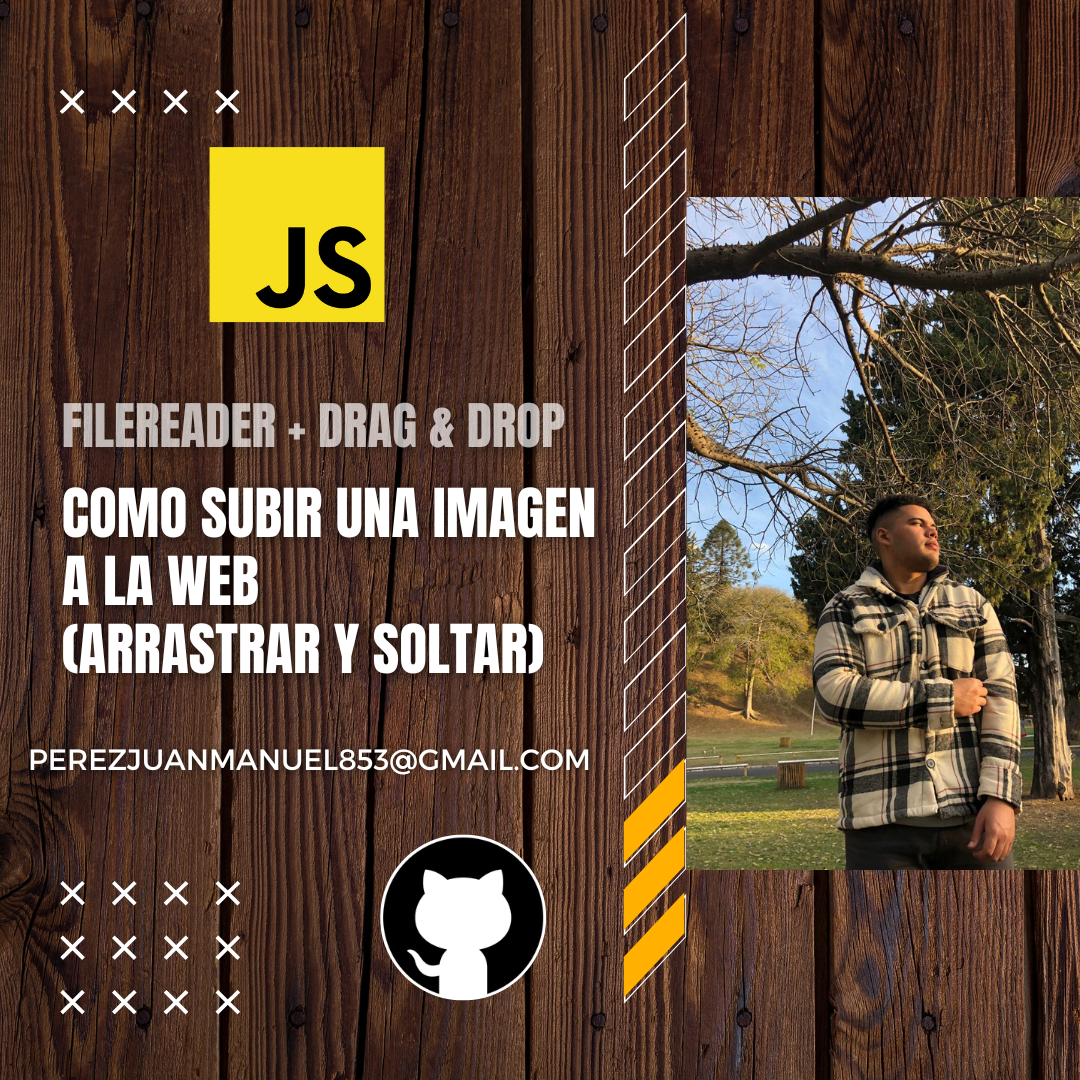 JS
FILEREADER + DRAG & DROP
COMO SUBIR UNA IMAGEN
A LA WEB
(ARRASTRAR Y SOLTAR)
PEREZJUANMANUEL853@GMAIL.COM